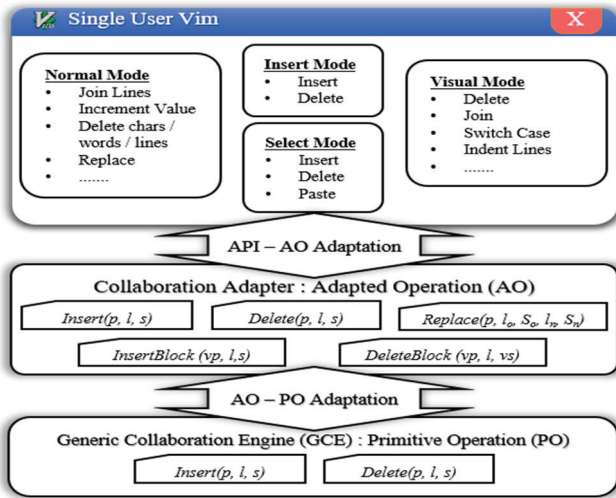 Single User Vim X
Normal Mode
• Join Lines
• Increment Value
• Delete chars /
words / lines
• Replace
• .......
Insert Mode
• Insert
• Delete
Select Mode
• Insert
• Delete
• Paste
Visual Mode
• Delete
• Join
• Switch Case
• Indent Lines
• .......
API – AO Adaptation
Collaboration Adapter : Adapted Operation (AO)
Insert(p, l, s) Delete(p, l, s) Replace(p, lₒ, Sₒ, lₙ, Sₙ)
InsertBlock (vp, l,s) DeleteBlock (vp, l, vs)
AO – PO Adaptation
Generic Collaboration Engine (GCE) : Primitive Operation (PO)
Insert(p, l, s) Delete(p, l, s)